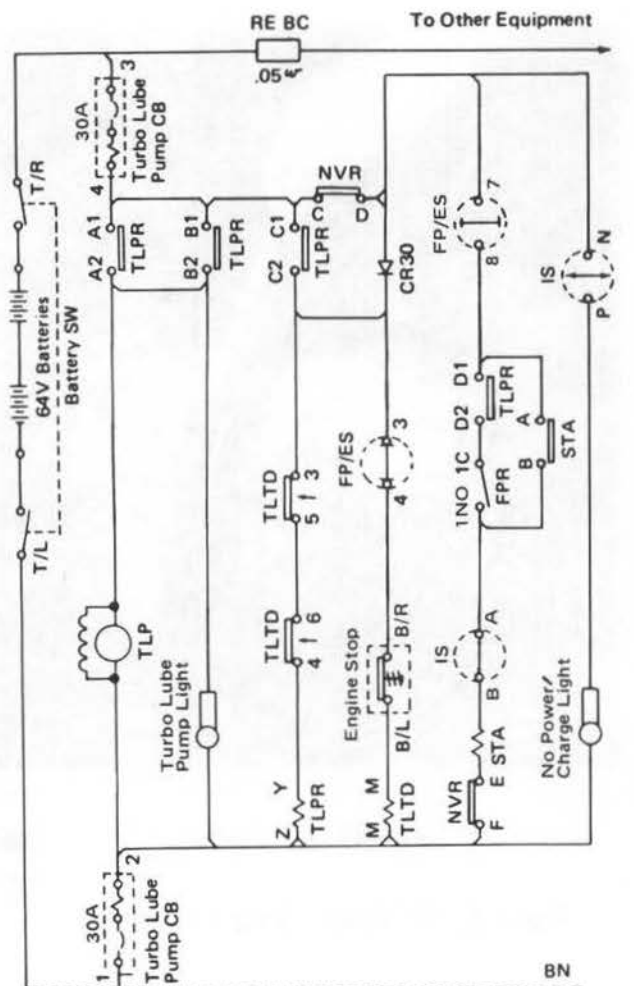 RE BC
To Other Equipment
.05 w
3
30A
Turbo Lube
Pump CB
4
T/R
64V Batteries
Battery SW
T/L
A1
A2
TLPR
B1
B2
TLPR
C1
C2
TLPR
NVR
C
D
CR30
7
FP/ES
8
N
IS
P
D1
D2
TLPR
1C
1NO
FPR
A
B
STA
TLTD
3
5
FP/ES
3
4
TLP
TLTD
6
4
B/R
Engine Stop
B/L
A
IS
B
Turbo Lube
Pump Light
Y
Z
TLPR
M
M
TLTD
STA
NVR
E
F
No Power/
Charge Light
2
30A
1
Turbo Lube
Pump CB
BN